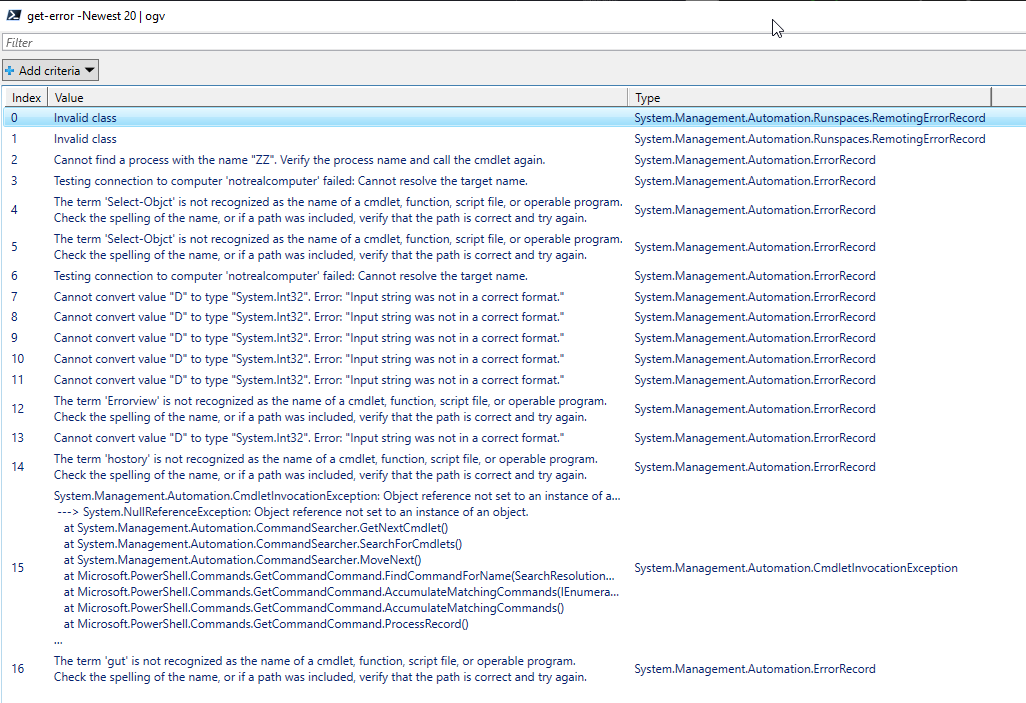 get-error -Newest 20 | ogv
Filter
Add criteria
Index Value Type
0 Invalid class System.Management.Automation.Runspaces.RemotingErrorRecord
1 Invalid class System.Management.Automation.Runspaces.RemotingErrorRecord
2 Cannot find a process with the name "ZZ". Verify the process name and call the cmdlet again. System.Management.Automation.ErrorRecord
3 Testing connection to computer 'notrealcomputer' failed: Cannot resolve the target name. System.Management.Automation.ErrorRecord
4 The term 'Select-Objct' is not recognized as the name of a cmdlet, function, script file, or operable program. System.Management.Automation.ErrorRecord
Check the spelling of the name, or if a path was included, verify that the path is correct and try again.
5 The term 'Select-Objct' is not recognized as the name of a cmdlet, function, script file, or operable program. System.Management.Automation.ErrorRecord
Check the spelling of the name, or if a path was included, verify that the path is correct and try again.
6 Testing connection to computer 'notrealcomputer' failed: Cannot resolve the target name. System.Management.Automation.ErrorRecord
7 Cannot convert value "D" to type "System.Int32". Error: "Input string was not in a correct format." System.Management.Automation.ErrorRecord
8 Cannot convert value "D" to type "System.Int32". Error: "Input string was not in a correct format." System.Management.Automation.ErrorRecord
9 Cannot convert value "D" to type "System.Int32". Error: "Input string was not in a correct format." System.Management.Automation.ErrorRecord
10 Cannot convert value "D" to type "System.Int32". Error: "Input string was not in a correct format." System.Management.Automation.ErrorRecord
11 Cannot convert value "D" to type "System.Int32". Error: "Input string was not in a correct format." System.Management.Automation.ErrorRecord
12 The term 'Errorview' is not recognized as the name of a cmdlet, function, script file, or operable program. System.Management.Automation.ErrorRecord
Check the spelling of the name, or if a path was included, verify that the path is correct and try again.
13 Cannot convert value "D" to type "System.Int32". Error: "Input string was not in a correct format." System.Management.Automation.ErrorRecord
14 The term 'hostory' is not recognized as the name of a cmdlet, function, script file, or operable program. System.Management.Automation.ErrorRecord
Check the spelling of the name, or if a path was included, verify that the path is correct and try again.
System.Management.Automation.CmdletInvocationException: Object reference not set to an instance of a...
---> System.NullReferenceException: Object reference not set to an instance of an object.
at System.Management.Automation.CommandSearcher.GetNextCmdlet()
at System.Management.Automation.CommandSearcher.SearchForCmdlets()
at System.Management.Automation.CommandSearcher.MoveNext()
15 at Microsoft.PowerShell.Commands.GetCommandCommand.FindCommandForName(SearchResolution... System.Management.Automation.CmdletInvocationException
at Microsoft.PowerShell.Commands.GetCommandCommand.AccumulateMatchingCommands(IEnumera...
at Microsoft.PowerShell.Commands.GetCommandCommand.AccumulateMatchingCommands()
at Microsoft.PowerShell.Commands.GetCommandCommand.ProcessRecord()
...
16 The term 'gut' is not recognized as the name of a cmdlet, function, script file, or operable program. System.Management.Automation.ErrorRecord
Check the spelling of the name, or if a path was included, verify that the path is correct and try again.